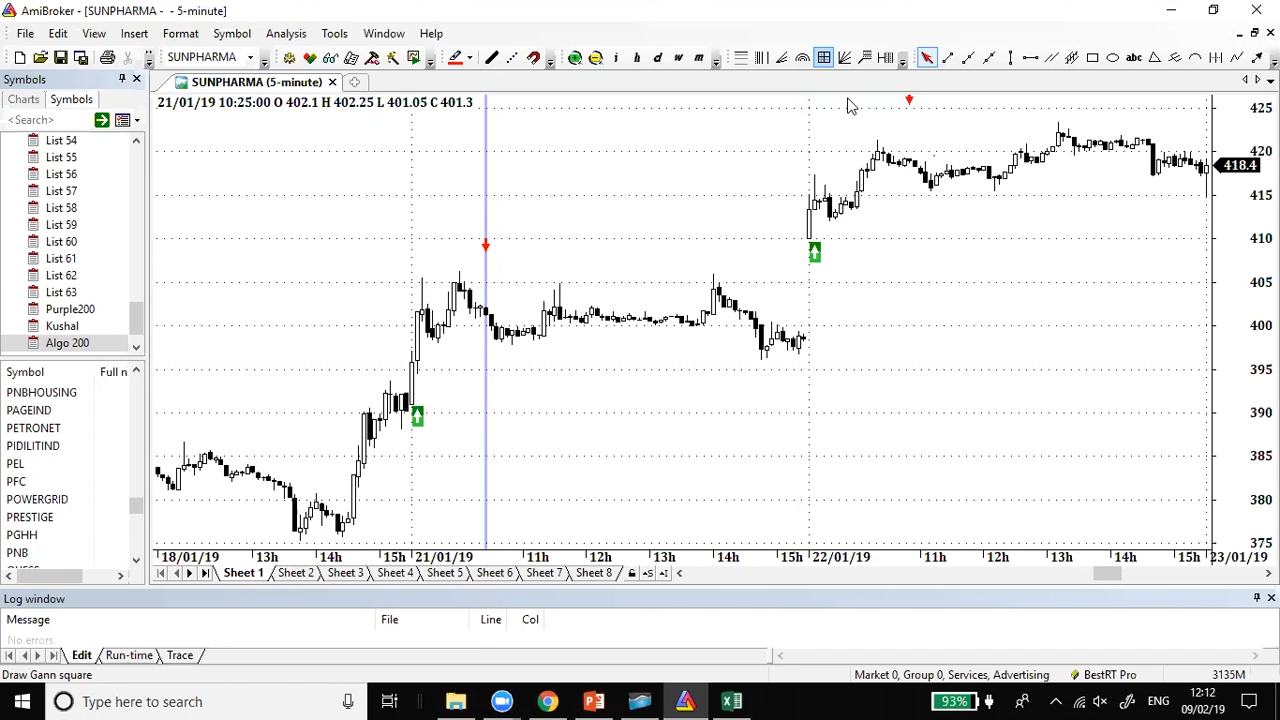 AmiBroker - [SUNPHARMA - - 5-minute]
File Edit View Insert Format Symbol Analysis Tools Window Help
SUNPHARMA
i h d w m
abc
Symbols
SUNPHARMA (5-minute)
Charts Symbols
21/01/19 10:25:00 O 402.1 H 402.25 L 401.05 C 401.3
<Search>
List 54
List 55
List 56
List 57
List 58
List 59
List 60
List 61
List 62
List 63
Purple200
Kushal
Algo 200
Symbol Full n
PNBHOUSING
PAGEIND
PETRONET
PIDILITIND
PEL
PFC
POWERGRID
PRESTIGE
PGHH
PNB
425
420
418.4
415
410
405
400
395
390
385
380
375
18/01/19 13h 14h 15h 21/01/19 11h 12h 13h 14h 15h 22/01/19 11h 12h 13h 14h 15h 23/01/19
Sheet 1 Sheet 2 Sheet 3 Sheet 4 Sheet 5 Sheet 6 Sheet 7 Sheet 8
Log window
Message File Line Col
No errors
Edit Run-time Trace
Draw Gann square
Market 0, Group 0, Services, Advertising BestRT Pro 3135M
Type here to search
93%
ENG
12:12
09/02/19